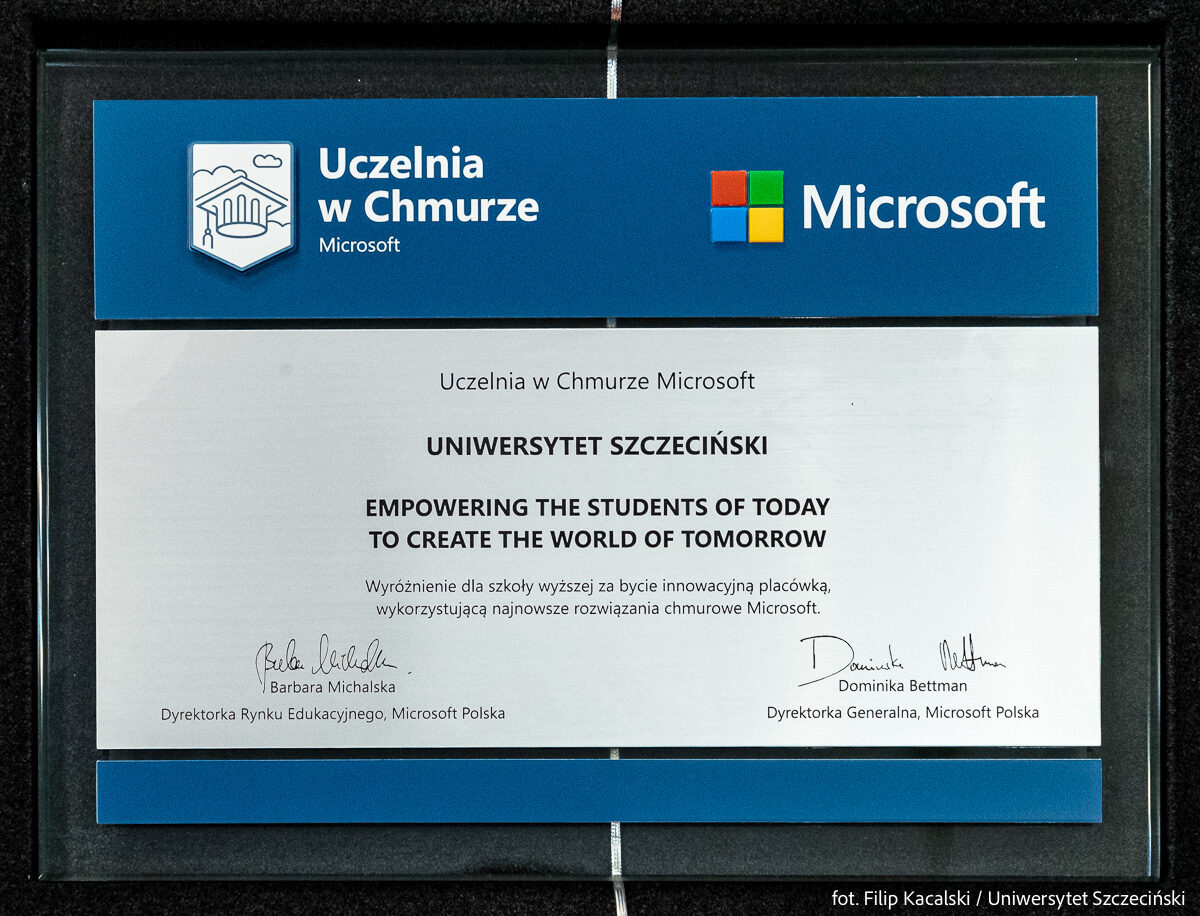 Uczelnia
w Chmurze
Microsoft
Microsoft
Uczelnia w Chmurze Microsoft
UNIWERSYTET SZCZECIŃSKI
EMPOWERING THE STUDENTS OF TODAY
TO CREATE THE WORLD OF TOMORROW
Wyróżnienie dla szkoły wyższej za bycie innowacyjną placówką,
wykorzystującą najnowsze rozwiązania chmurowe Microsoft.
Barbara Michalska
Dyrektorka Rynku Edukacyjnego, Microsoft Polska
Dominika Bettman
Dominika Bettman
Dyrektorka Generalna, Microsoft Polska
fot. Filip Kacalski / Uniwersytet Szczeciński